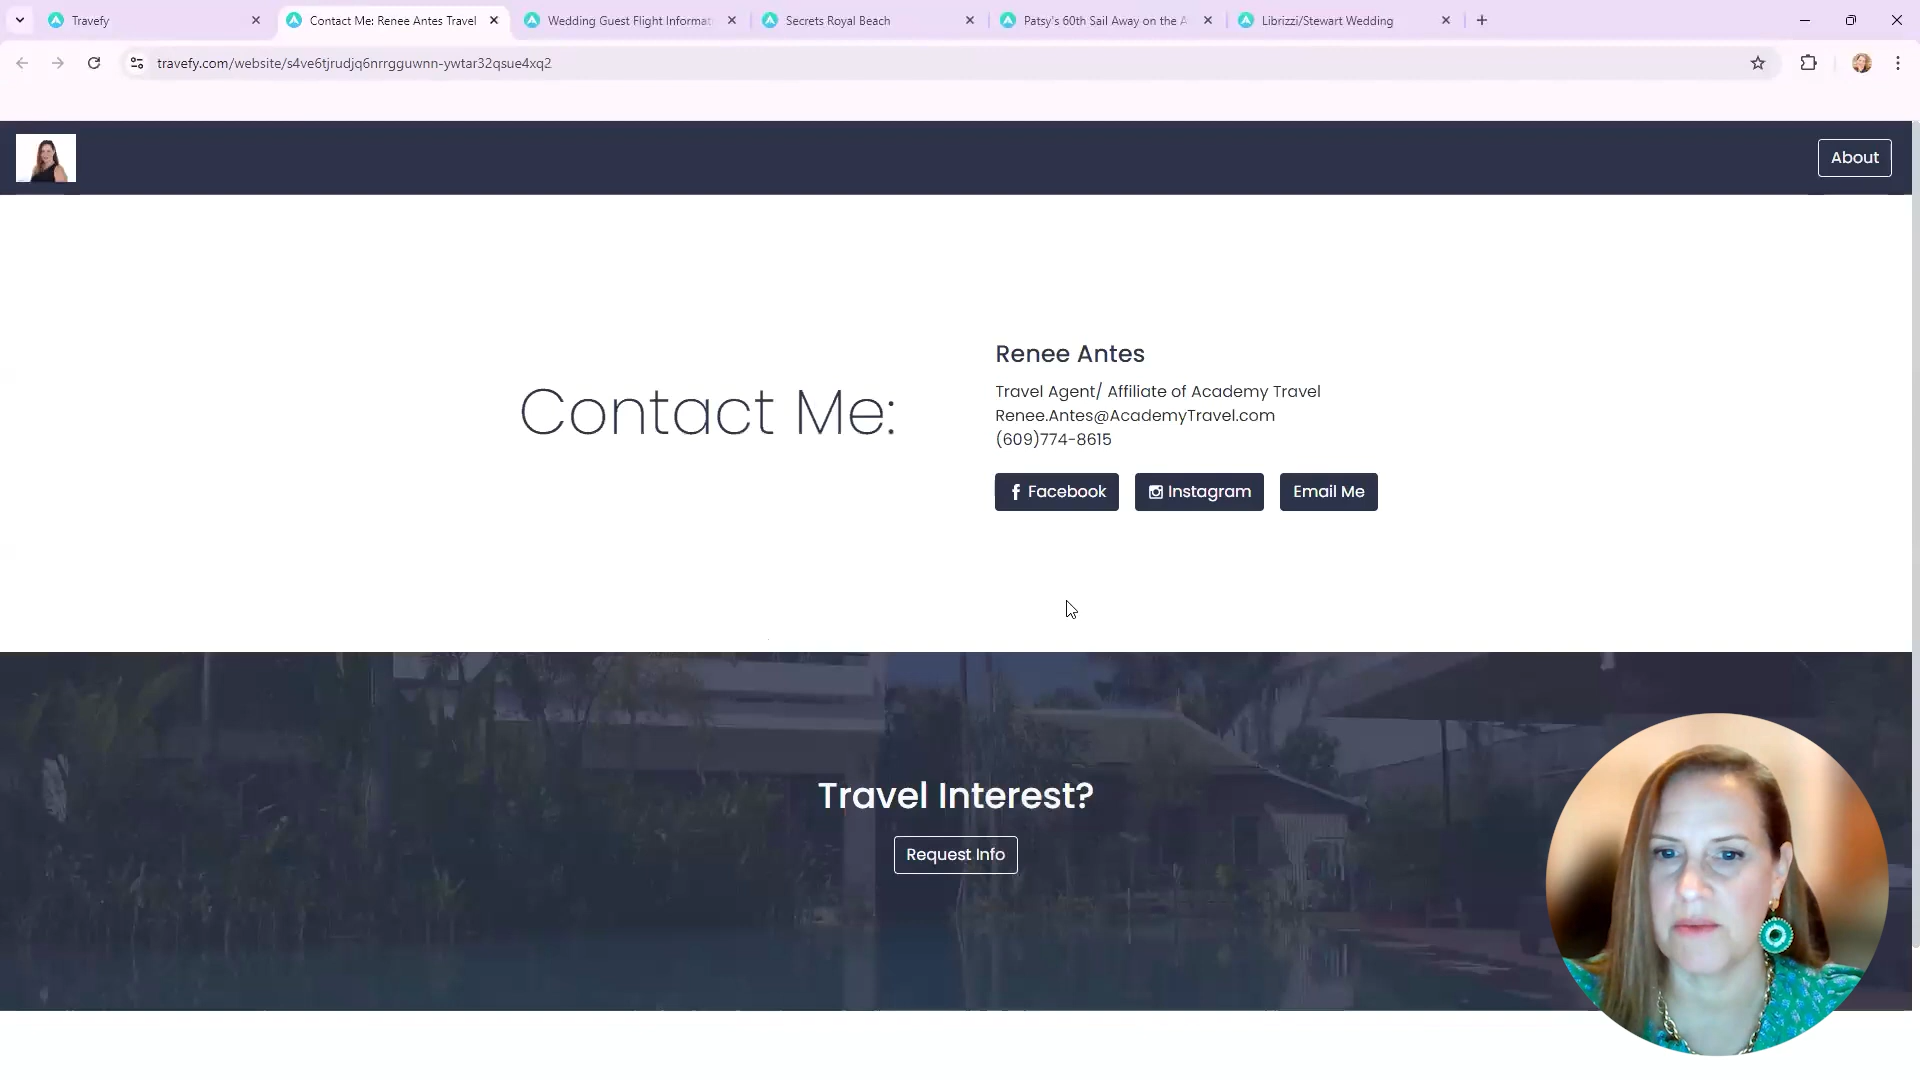 Travefy
Contact Me: Renee Antes Travel
Wedding Guest Flight Informat
Secrets Royal Beach
Patsy's 60th Sail Away on the A
Librizzi/Stewart Wedding
travefy.com/website/s4ve6tjrudjq6nrrgguwnn-ywtar32qsue4xq2
About
Contact Me:
Renee Antes
Travel Agent/ Affiliate of Academy Travel
Renee.Antes@AcademyTravel.com
(609)774-8615
Facebook
Instagram
Email Me
Travel Interest?
Request Info